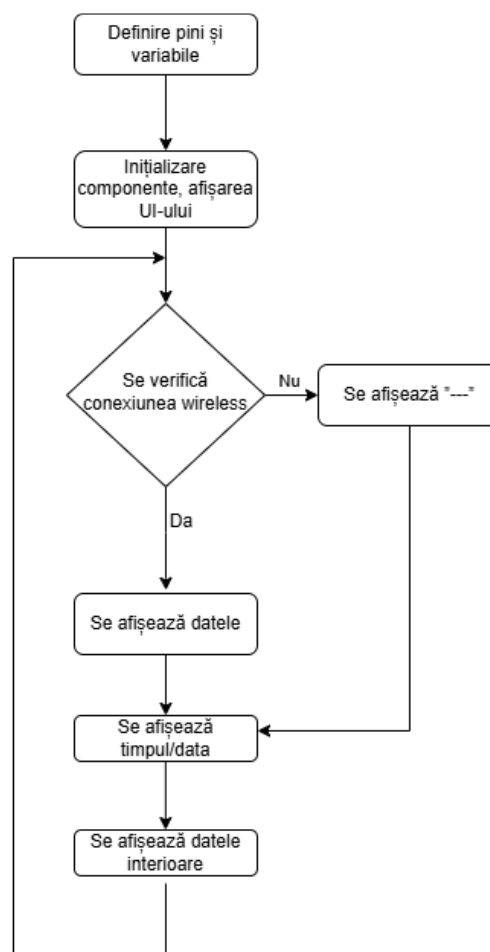 Definire pini și
variabile
Inițializare
componente, afișarea
UI-ului
Se verifică
conexiunea wireless
Nu
Se afișează "---"
Da
Se afișează datele
Se afișează
timpul/data
Se afișează datele
interioare